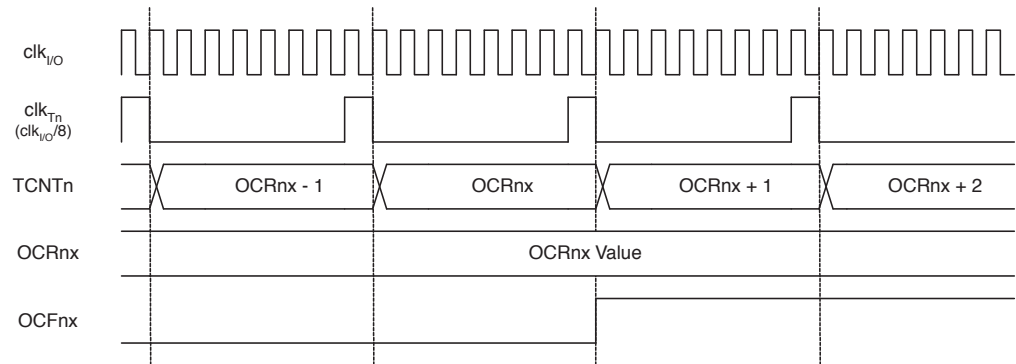 clkI/O
clkTn
(clkI/O/8)
TCNTn OCRnx - 1 OCRnx OCRnx + 1 OCRnx + 2
OCRnx OCRnx Value
OCFnx